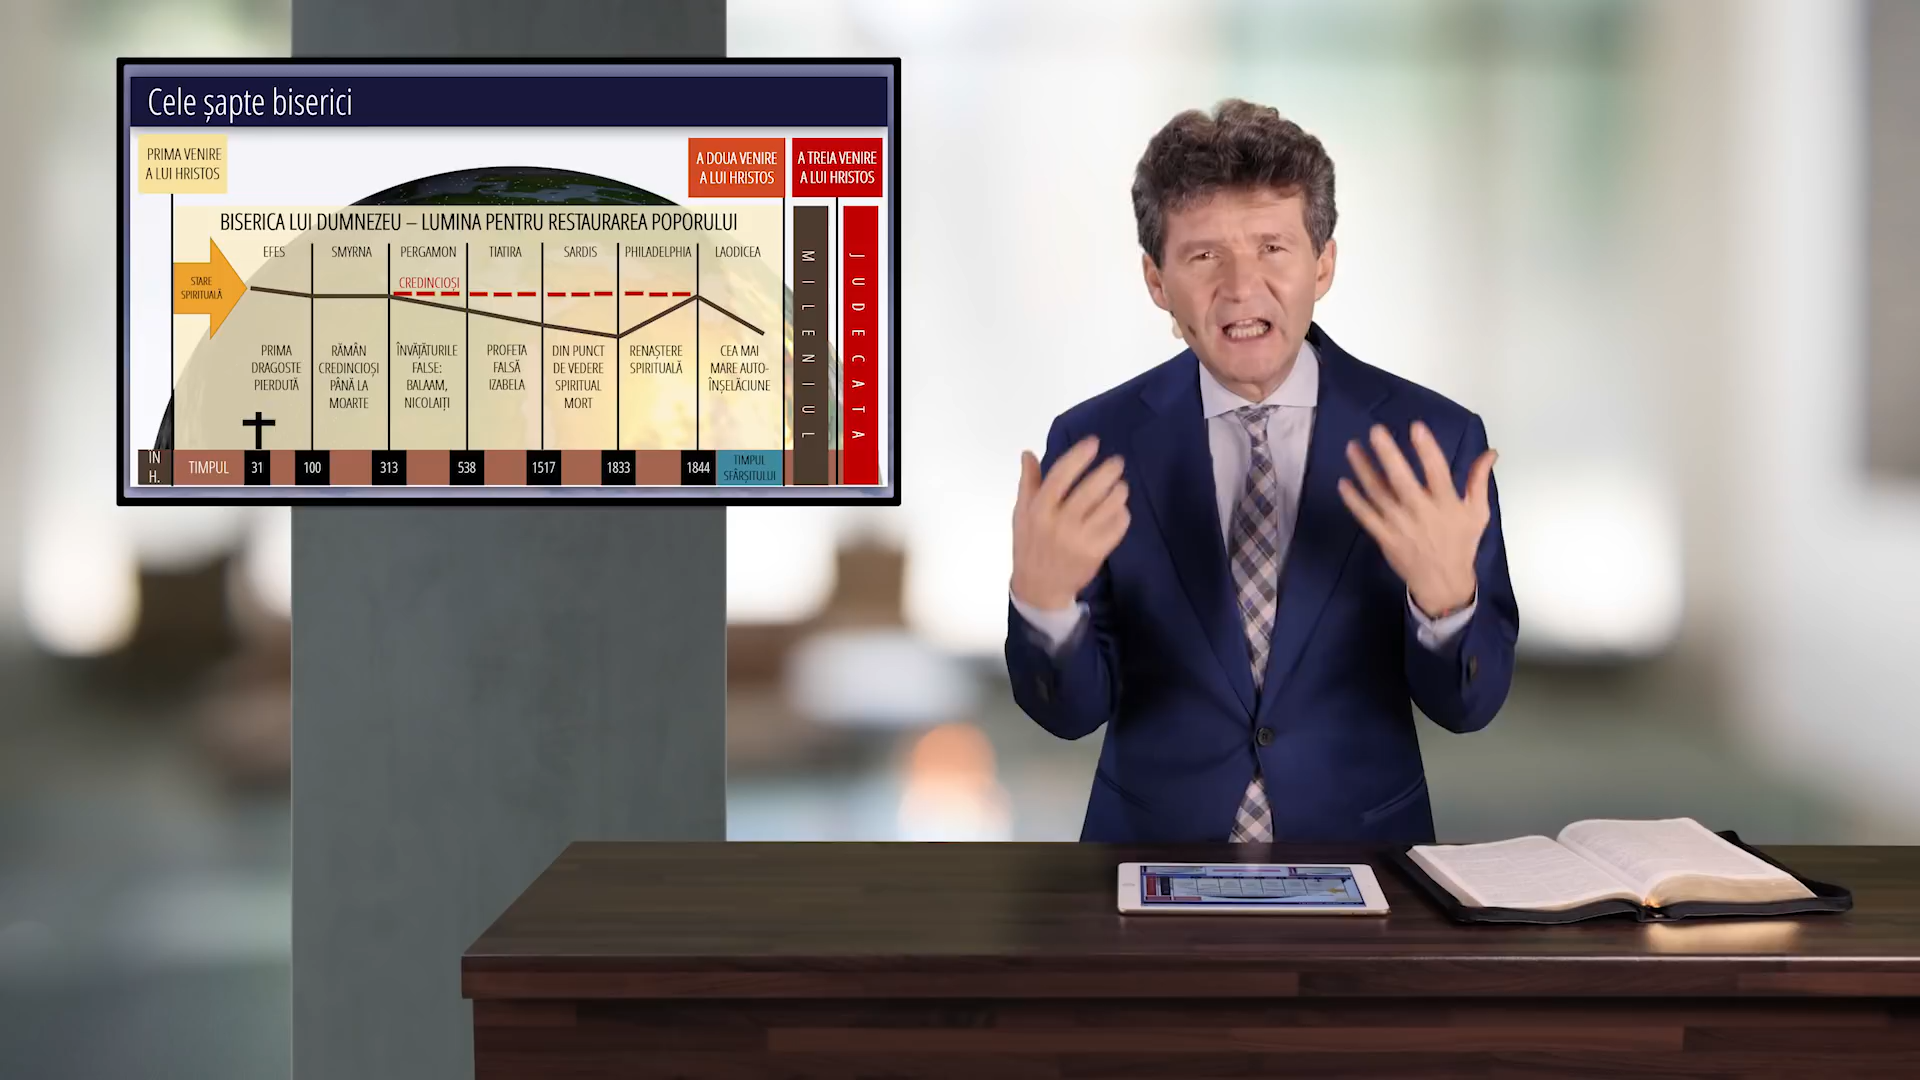 Cele șapte biserici
PRIMA VENIRE
A LUI HRISTOS
A DOUA VENIRE
A LUI HRISTOS
A TREIA VENIRE
A LUI HRISTOS
BISERICA LUI DUMNEZEU – LUMINA PENTRU RESTAURAREA POPORULUI
EFES
SMYRNA
PERGAMON
TIATIRA
SARDIS
PHILADELPHIA
LAODICEA
STARE
SPIRITUALĂ
CREDINCIOȘI
PRIMA
DRAGOSTE
PIERDUTĂ
RĂMÂN
CREDINCIOȘI
PÂNĂ LA
MOARTE
ÎNVĂȚĂTURILE
FALSE:
BALAAM,
NICOLAIȚI
PROFETA
FALSĂ
IZABELA
DIN PUNCT
DE VEDERE
SPIRITUAL
MORT
RENAȘTERE
SPIRITUALĂ
CEA MAI
MARE AUTO-
ÎNȘELĂCIUNE
MILENIUL
JUDECATA
IN
H.
TIMPUL
31
100
313
538
1517
1833
1844
TIMPUL
SFÂRȘITULUI